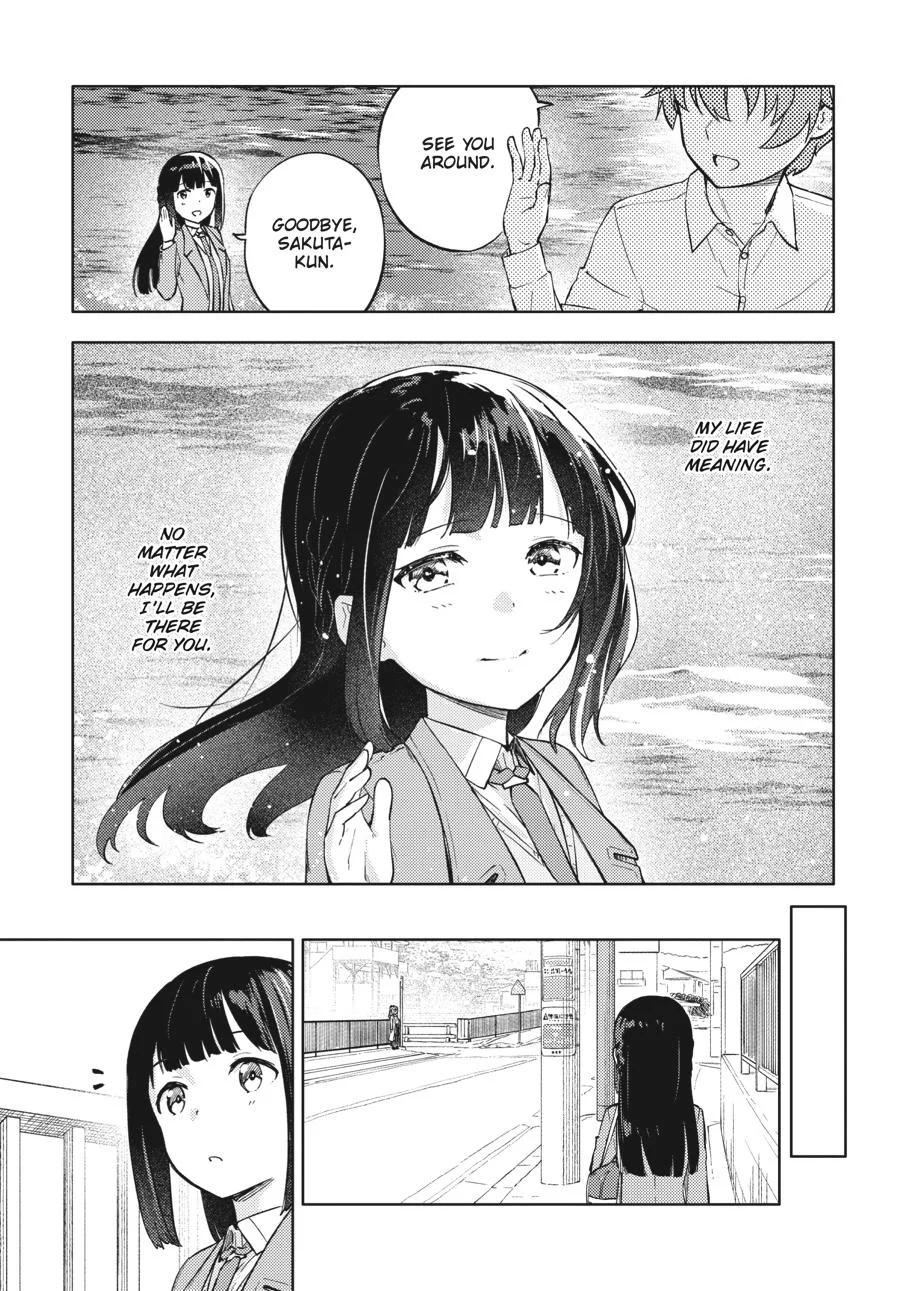 SEE YOU
AROUND.
GOODBYE,
SAKUTA-
KUN.
MY LIFE
DID HAVE
MEANING.
NO
MATTER
WHAT
HAPPENS,
I'LL BE
THERE
FOR YOU.